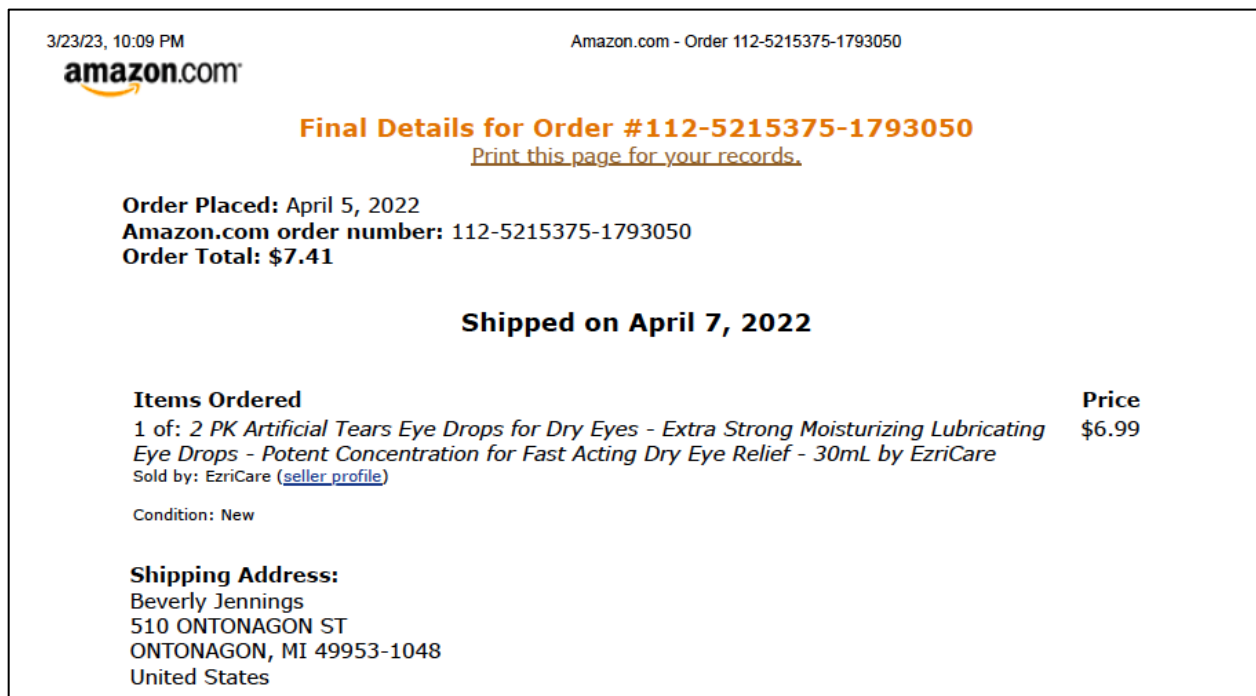 3/23/23, 10:09 PM Amazon.com - Order 112-5215375-1793050
amazon.com
Final Details for Order #112-5215375-1793050
Print this page for your records.
Order Placed: April 5, 2022
Amazon.com order number: 112-5215375-1793050
Order Total: $7.41
Shipped on April 7, 2022
Items Ordered Price
1 of: 2 PK Artificial Tears Eye Drops for Dry Eyes - Extra Strong Moisturizing Lubricating $6.99
Eye Drops - Potent Concentration for Fast Acting Dry Eye Relief - 30mL by EzriCare
Sold by: EzriCare (seller profile)
Condition: New
Shipping Address:
Beverly Jennings
510 ONTONAGON ST
ONTONAGON, MI 49953-1048
United States